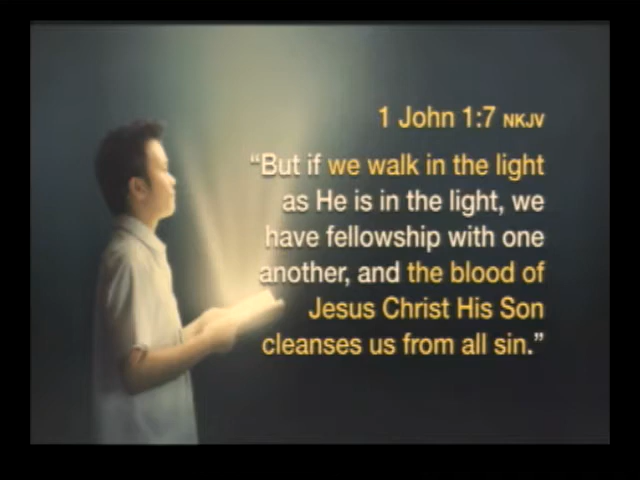 1 John 1:7 NKJV
“But if we walk in the light
as He is in the light, we
have fellowship with one
another, and the blood of
Jesus Christ His Son
cleanses us from all sin.”